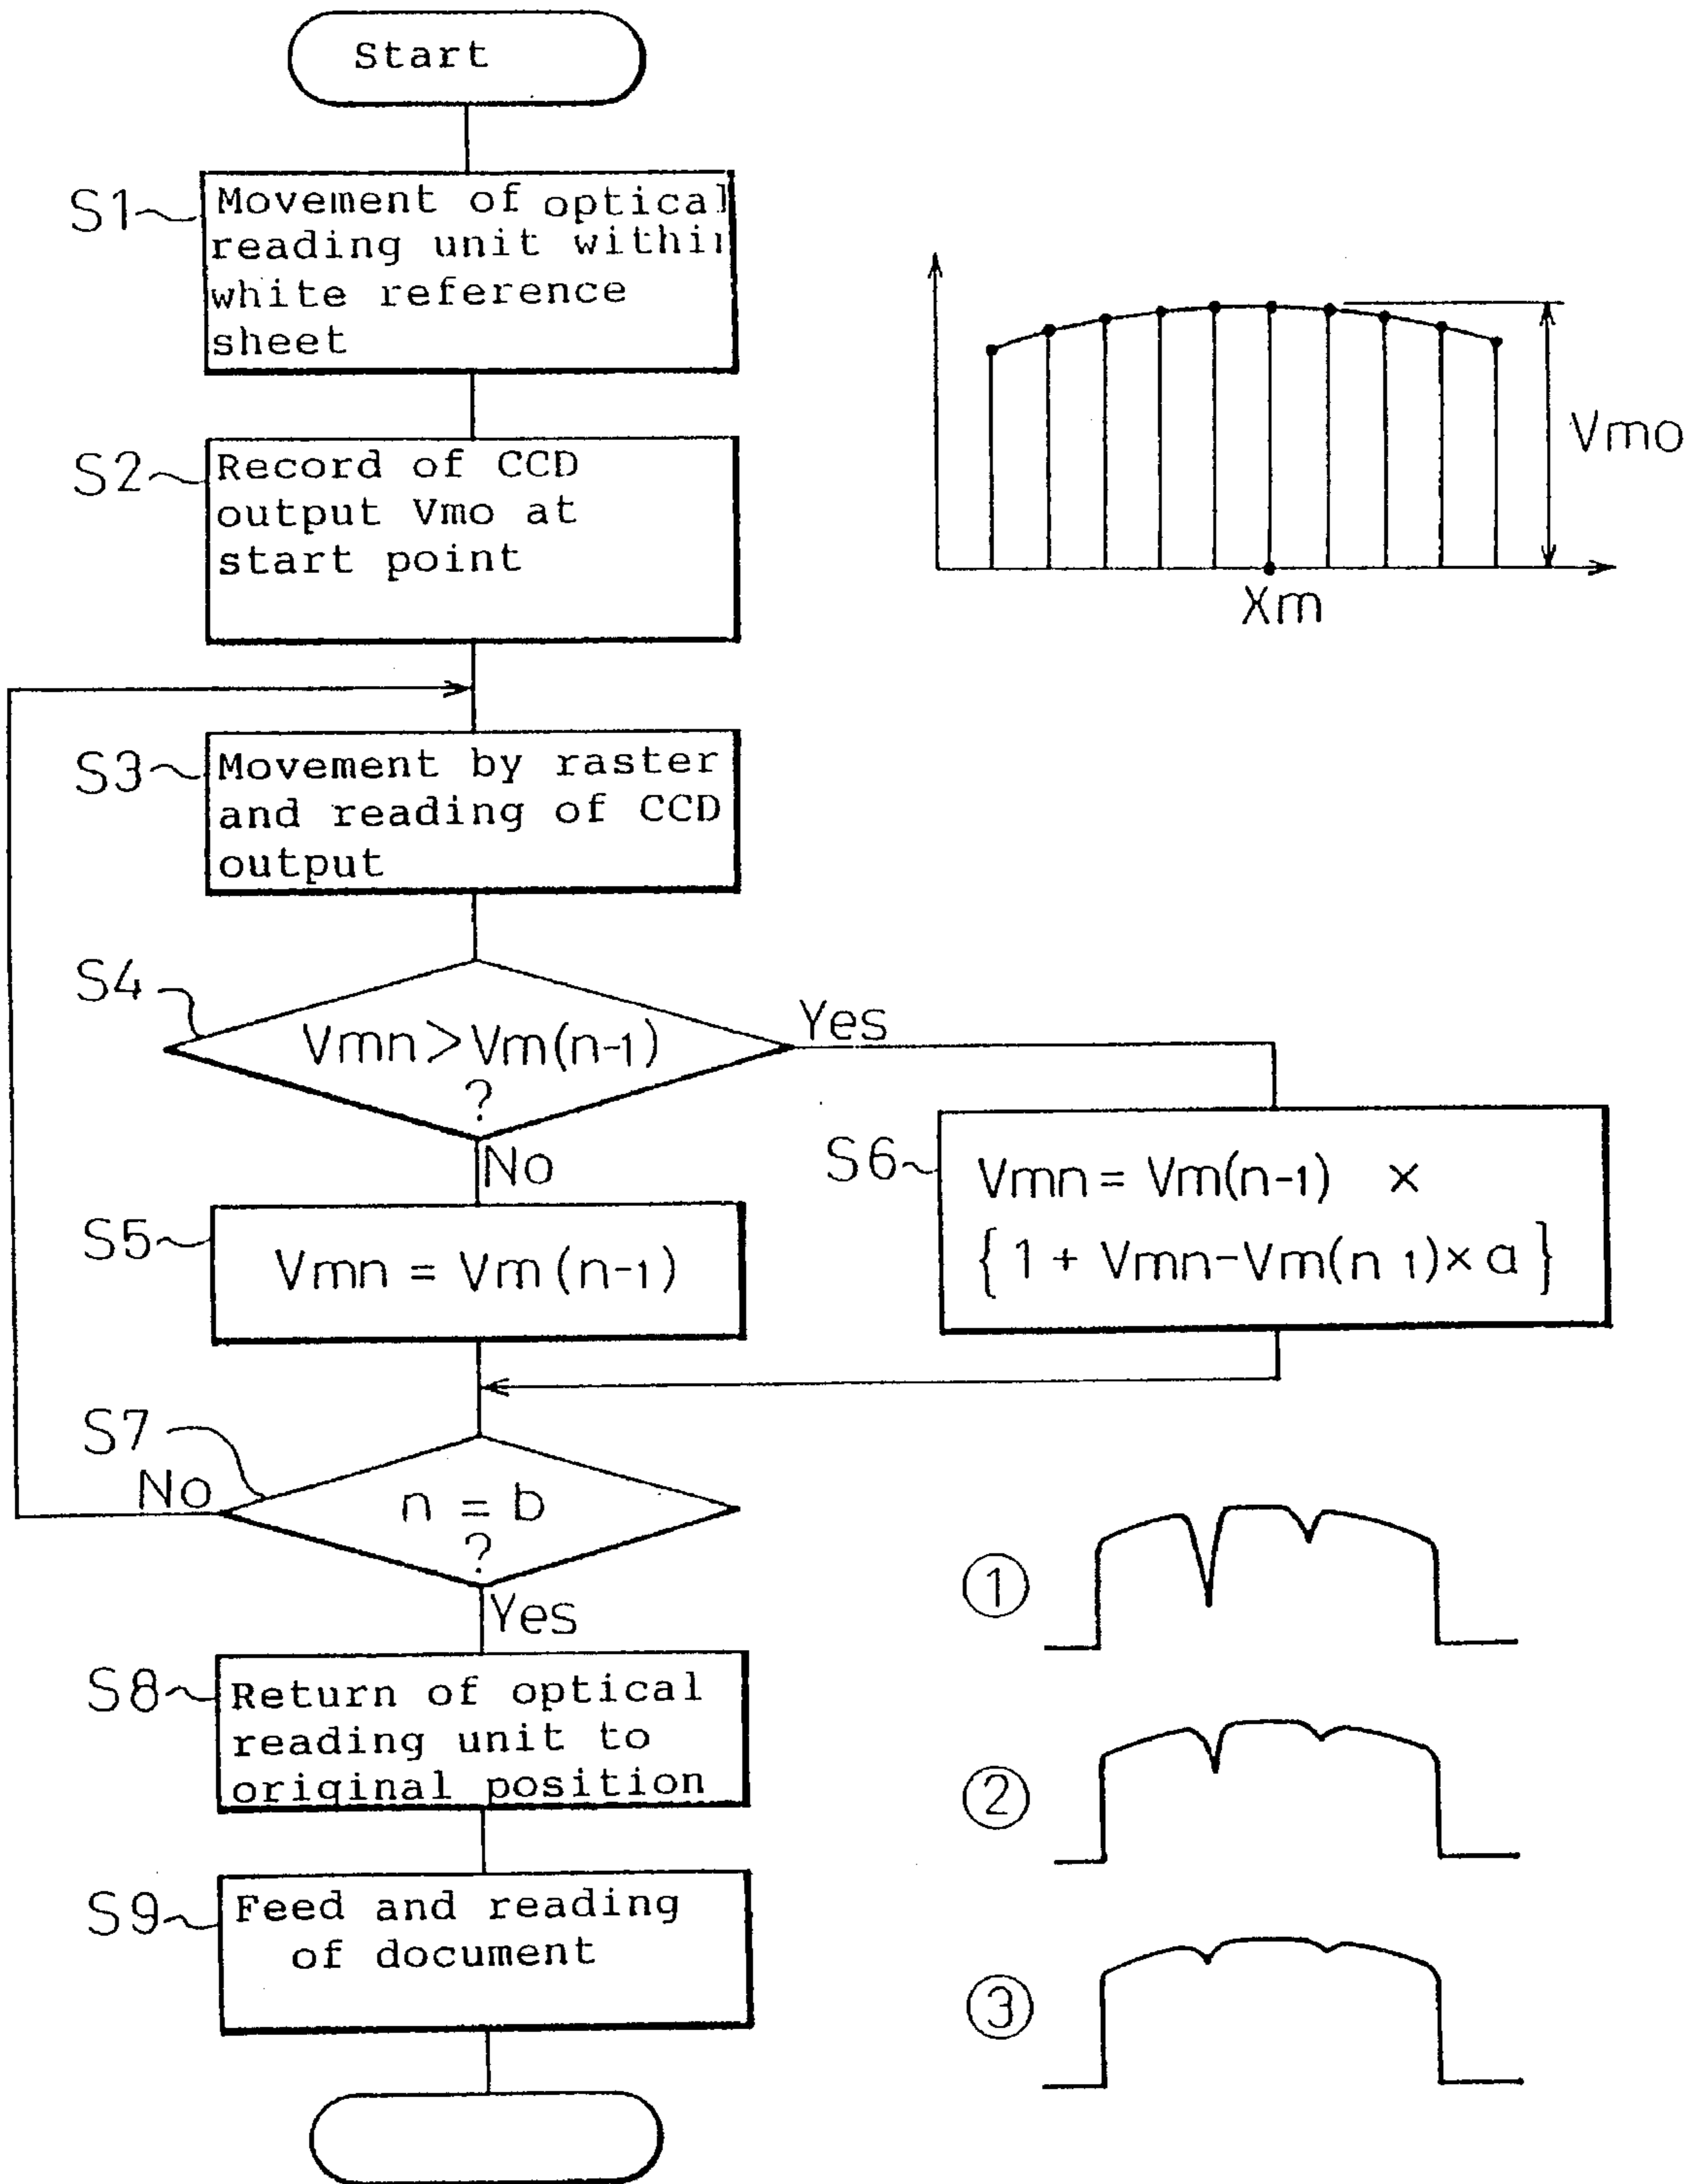 Start
S1
Movement of optical
reading unit within
white reference
sheet
S2
Record of CCD
output Vmo at
start point
Vmo
Xm
S3
Movement by raster
and reading of CCD
output
S4
Vmn>Vm(n-1)
?
Yes
No
S5
Vmn = Vm(n-1)
S6
Vmn = Vm(n-1) ×
{ 1 + Vmn-Vm(n 1)× a }
S7
n = b
?
No
Yes
①
②
③
S8
Return of optical
reading unit to
original position
S9
Feed and reading
of document